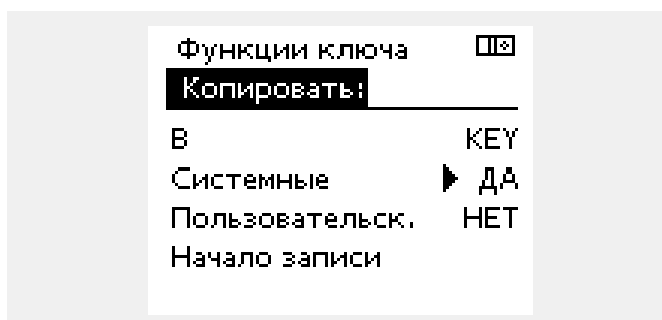 Функции ключа
Копировать:
В KEY
Системные ▶ ДА
Пользовательск. НЕТ
Начало записи